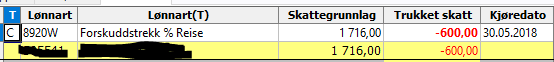 T Lønnart Lønnart(T) Skattegrunnlag Trukket skatt Kjøredato
C 8920W Forskuddstrekk % Reise 1 716,00 -600,00 30.05.2018
1 716,00 -600,00